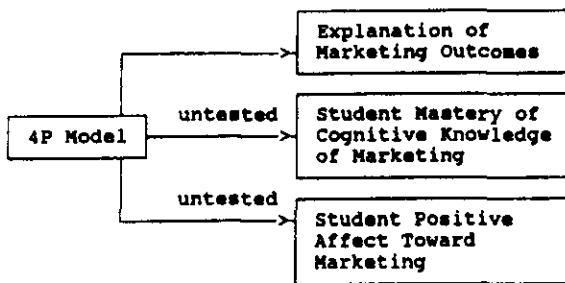 Explanation of
Marketing Outcomes
untested
4P Model
Student Mastery of
Cognitive Knowledge
of Marketing
untested
Student Positive
Affect Toward
Marketing